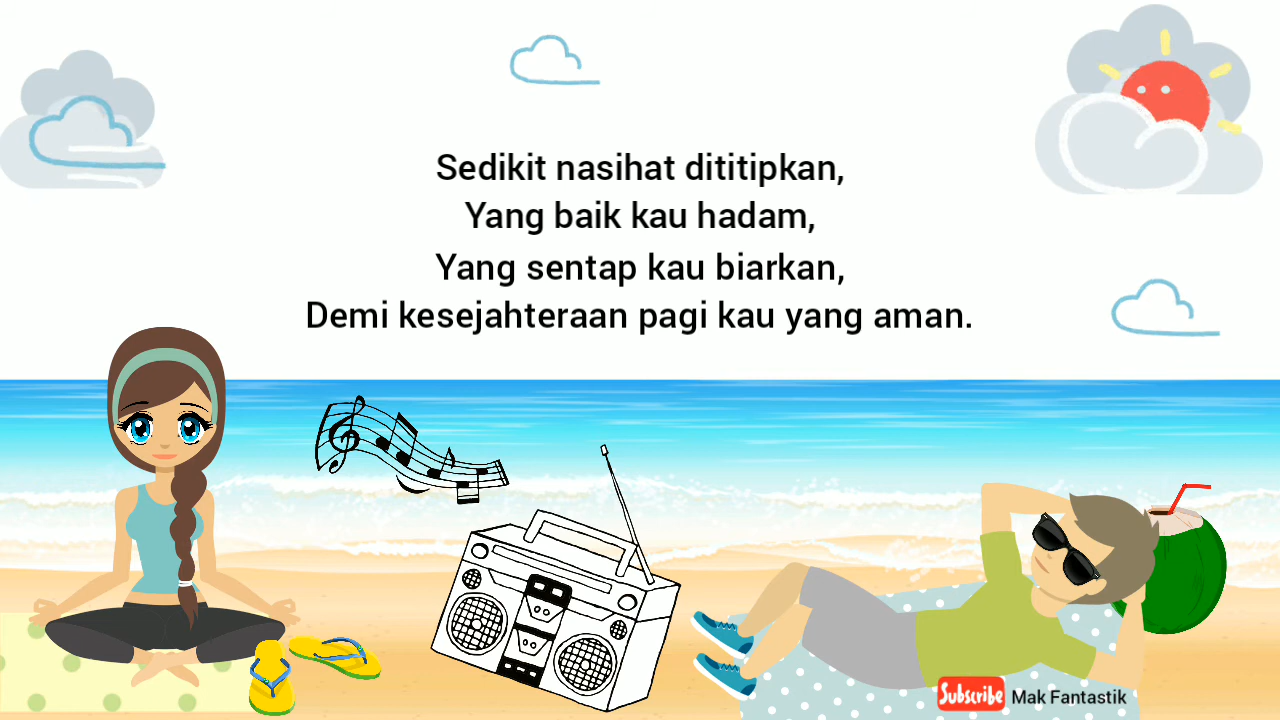 Sedikit nasihat dititipkan,
Yang baik kau hadam,
Yang sentap kau biarkan,
Demi kesejahteraan pagi kau yang aman.
Subscribe Mak Fantastik